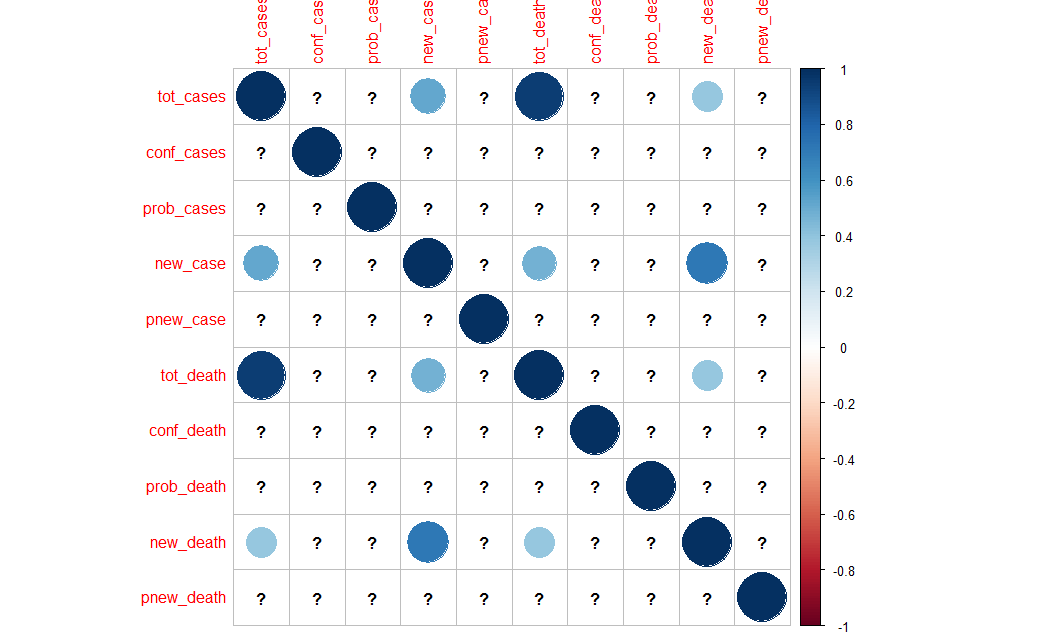 tot_cases
conf_cas
prob_cas
new_cas
pnew_ca
tot_death
conf_dea
prob_de
new_dea
pnew_de
tot_cases ? ? ? ? ? ?
conf_cases ? ? ? ? ? ? ? ? ?
prob_cases ? ? ? ? ? ? ? ? ?
new_case ? ? ? ? ? ?
pnew_case ? ? ? ? ? ? ? ? ?
tot_death ? ? ? ? ? ?
conf_death ? ? ? ? ? ? ? ? ?
prob_death ? ? ? ? ? ? ? ? ?
new_death ? ? ? ? ? ?
pnew_death ? ? ? ? ? ? ? ? ?
1
0.8
0.6
0.4
0.2
0
-0.2
-0.4
-0.6
-0.8
-1